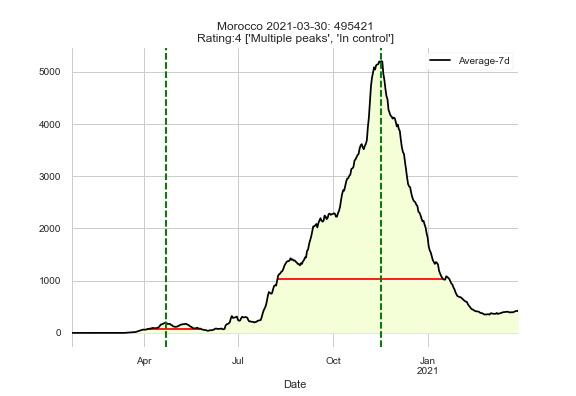 Morocco 2021-03-30: 495421
Rating:4 ['Multiple peaks', 'In control']
Average-7d
5000
4000
3000
2000
1000
0
Apr
Jul
Oct
Jan
2021
Date